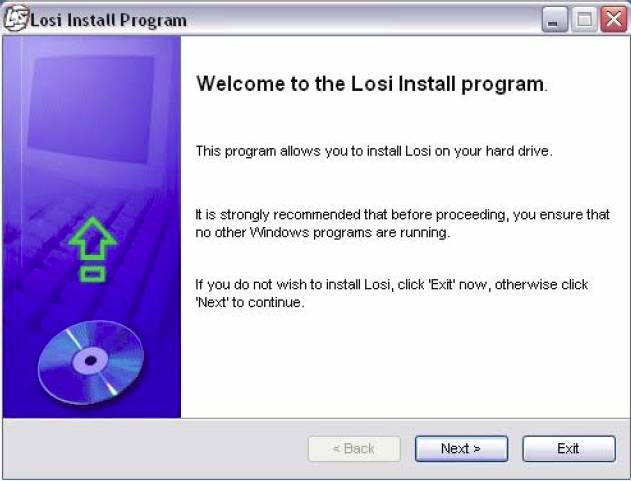 Losi Install Program
Welcome to the Losi Install program.
This program allows you to install Losi on your hard drive.
It is strongly recommended that before proceeding, you ensure that
no other Windows programs are running.
If you do not wish to install Losi, click 'Exit' now, otherwise click
'Next' to continue.
< Back
Next >
Exit